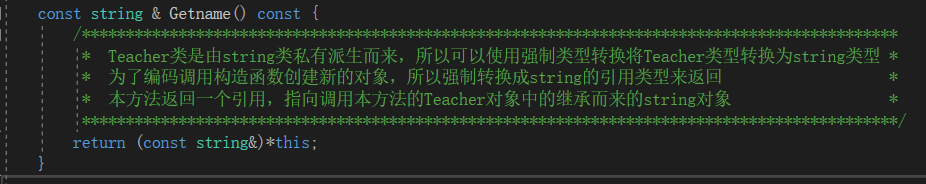 const string & Getname() const {
/*********************************************************************************************
* Teacher类是由string类私有派生而来，所以可以使用强制类型转换将Teacher类型转换为string类型 *
* 为了编码调用构造函数创建新的对象，所以强制转换成string的引用类型来返回 *
* 本方法返回一个引用，指向调用本方法的Teacher对象中的继承而来的string对象 *
*********************************************************************************************/
return (const string&)*this;
}